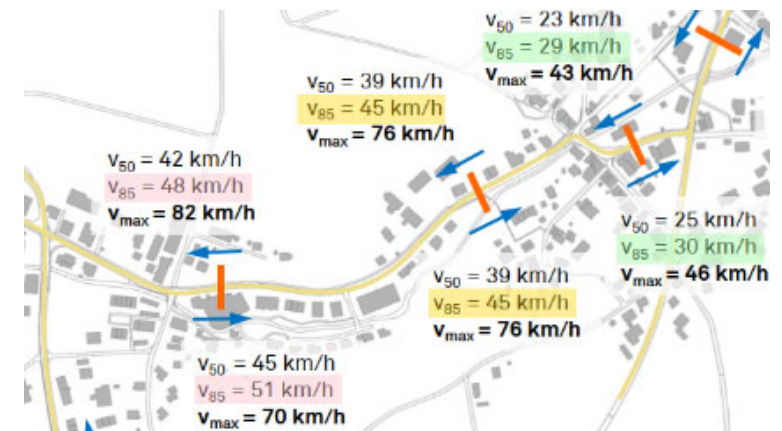 v50 = 23 km/h
v85 = 29 km/h
vmax = 43 km/h
v50 = 39 km/h
v85 = 45 km/h
vmax = 76 km/h
v50 = 42 km/h
v85 = 48 km/h
vmax = 82 km/h
v50 = 25 km/h
v85 = 30 km/h
vmax = 46 km/h
v50 = 39 km/h
v85 = 45 km/h
vmax = 76 km/h
v50 = 45 km/h
v85 = 51 km/h
vmax = 70 km/h